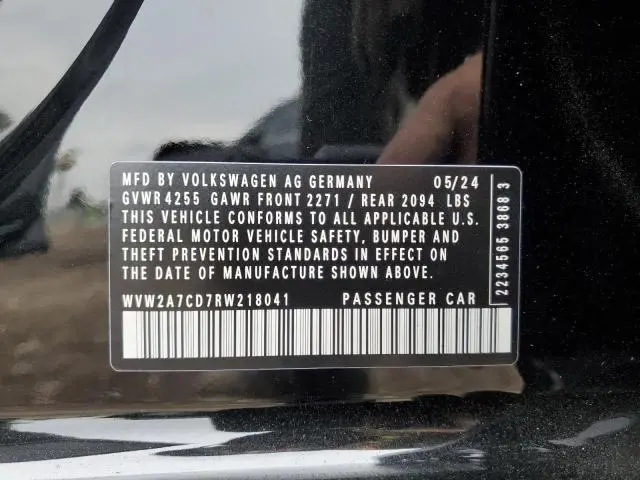 MFD BY VOLKSWAGEN AG GERMANY 05/24
GVWR 4255 GAWR FRONT 2271 / REAR 2094 LBS
THIS VEHICLE CONFORMS TO ALL APPLICABLE U.S.
FEDERAL MOTOR VEHICLE SAFETY, BUMPER AND
THEFT PREVENTION STANDARDS IN EFFECT ON
THE DATE OF MANUFACTURE SHOWN ABOVE.
WVW2A7CD7RW218041 PASSENGER CAR
2234565 3868 3